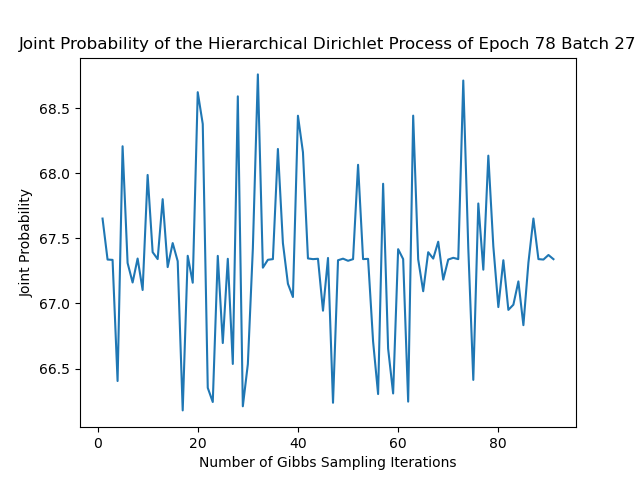 Joint Probability of the Hierarchical Dirichlet Process of Epoch 78 Batch 27
68.5
68.0
67.5
67.0
66.5
Joint Probability
0 20 40 60 80
Number of Gibbs Sampling Iterations